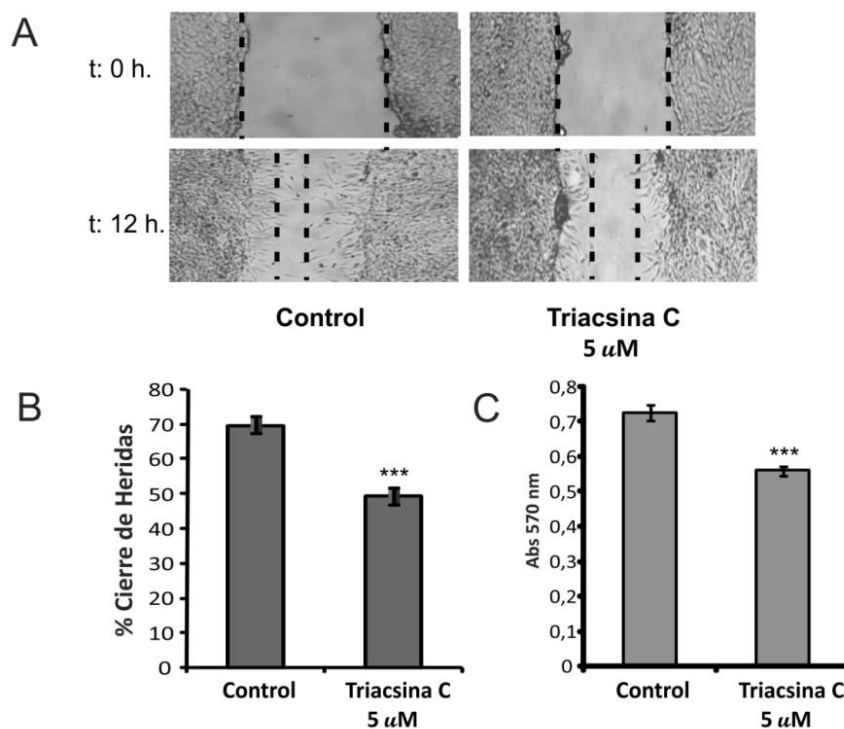 A
t: 0 h.
t: 12 h.
Control
Triacsina C
5 uM
B
% Cierre de Heridas
80
70
60
50
40
30
20
10
0
***
Control
Triacsina C
5 uM
C
Abs 570 nm
0,8
0,7
0,6
0,5
0,4
0,3
0,2
0,1
0
***
Control
Triacsina C
5 uM